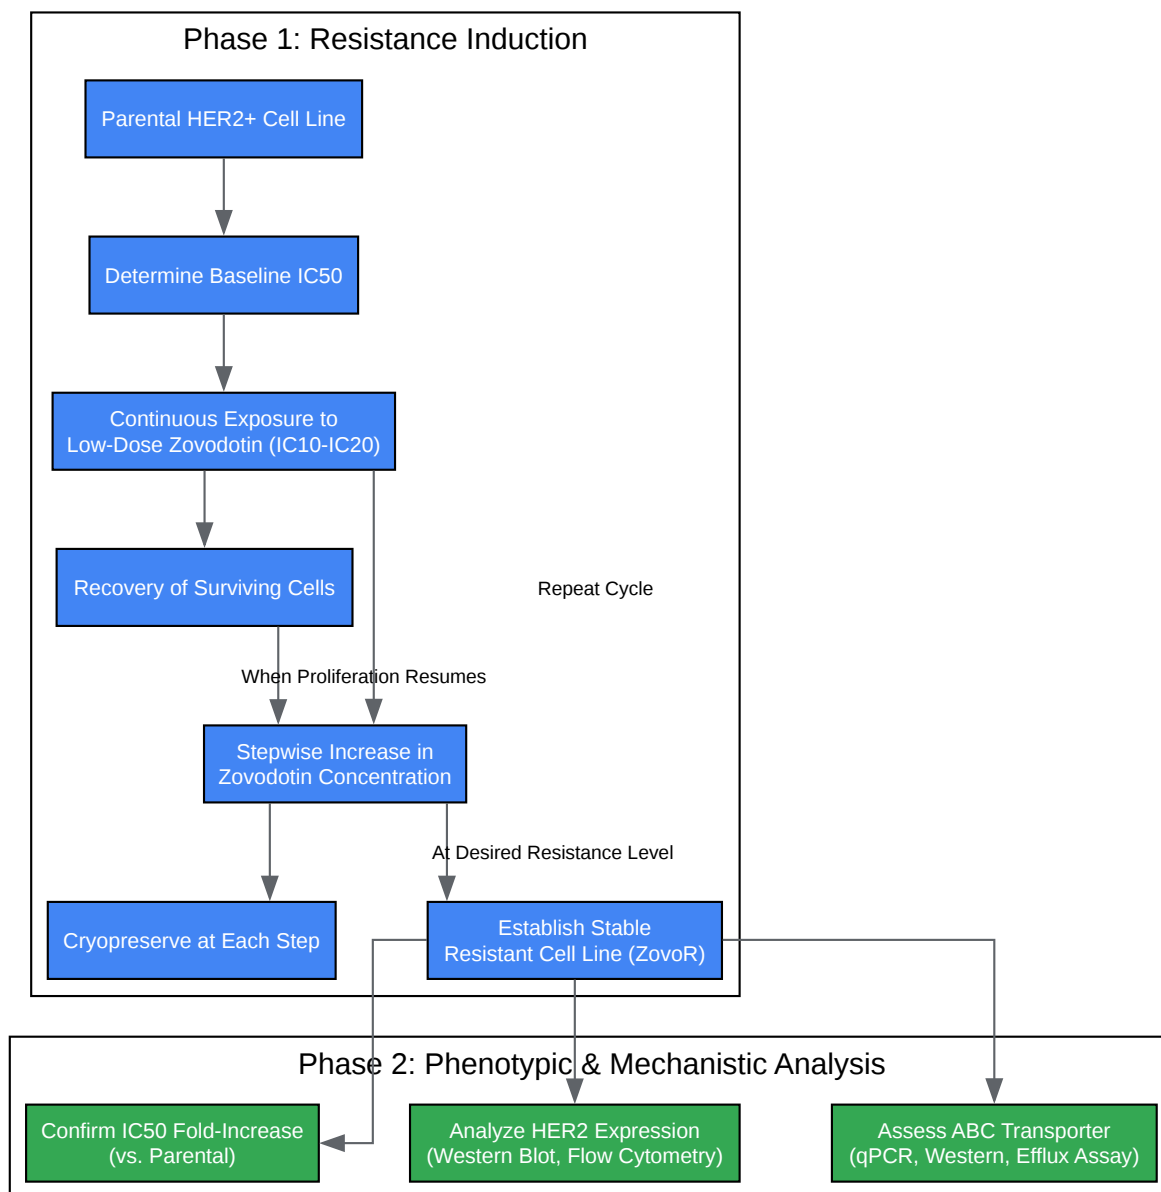 Phase 1: Resistance Induction
Parental HER2+ Cell Line
Determine Baseline IC50
Continuous Exposure to
Low-Dose Zovodotin (IC10-IC20)
Recovery of Surviving Cells
Repeat Cycle
When Proliferation Resumes
Stepwise Increase in
Zovodotin Concentration
At Desired Resistance Level
Cryopreserve at Each Step
Establish Stable
Resistant Cell Line (ZovoR)
Phase 2: Phenotypic & Mechanistic Analysis
Confirm IC50 Fold-Increase
(vs. Parental)
Analyze HER2 Expression
(Western Blot, Flow Cytometry)
Assess ABC Transporter
(qPCR, Western, Efflux Assay)